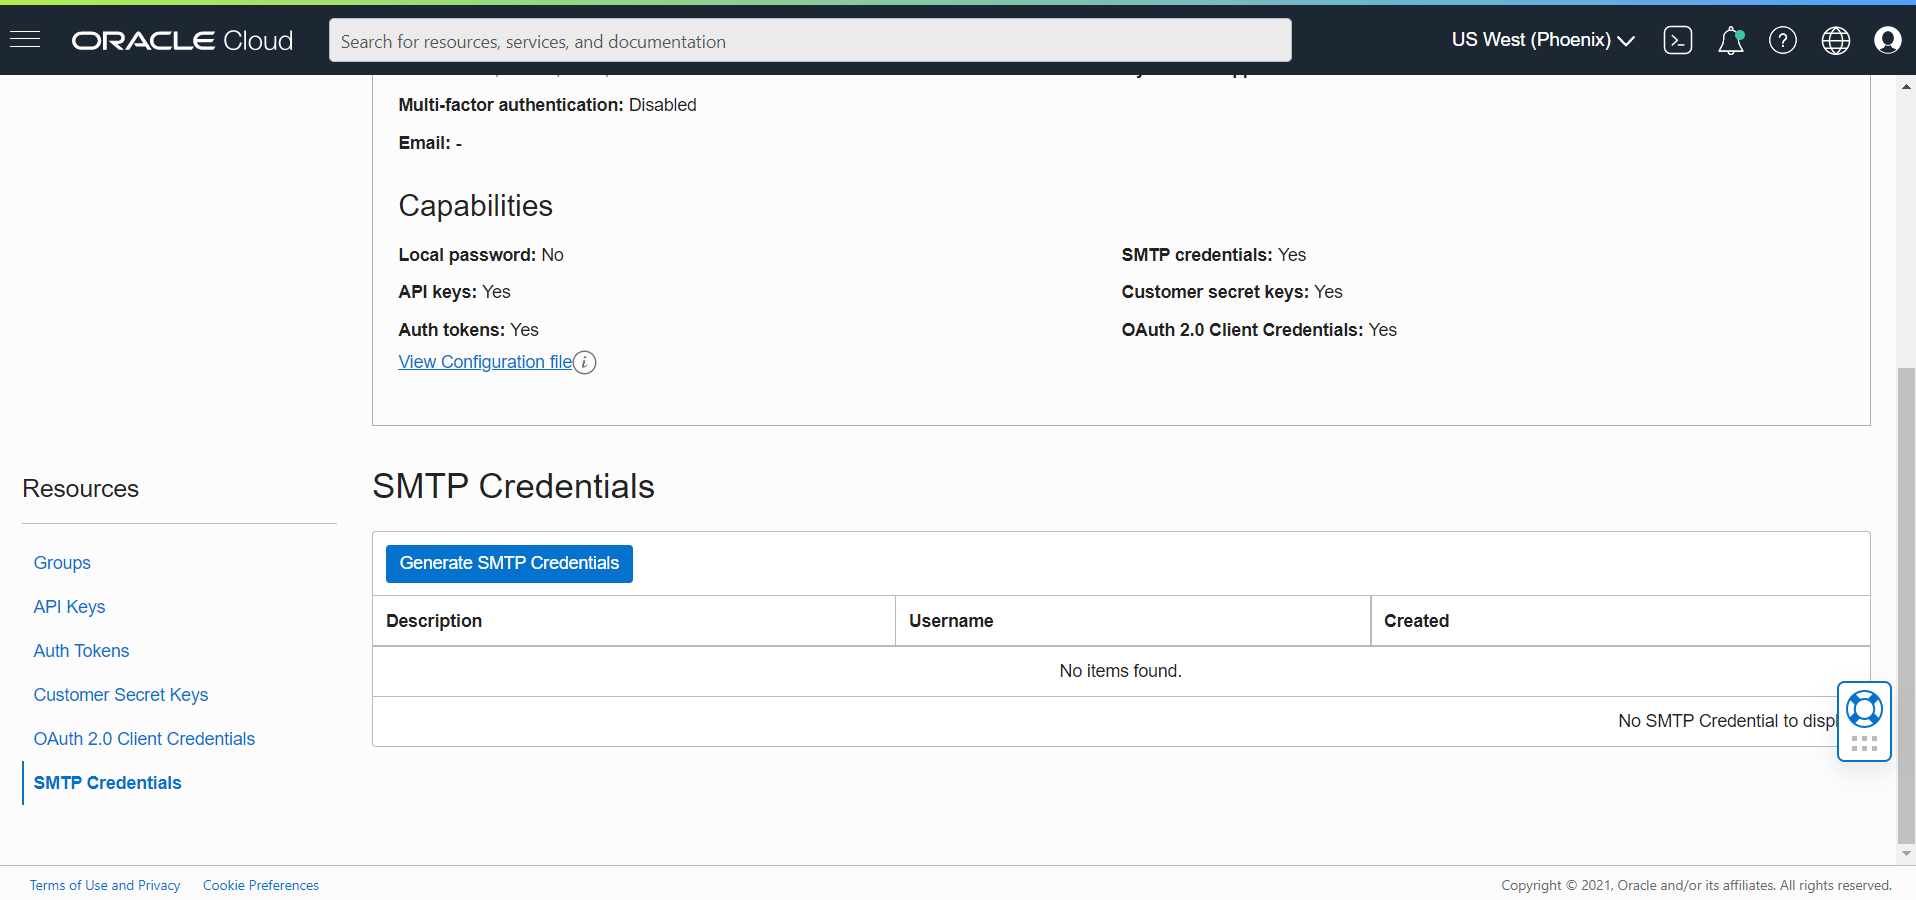 ORACLE Cloud
Search for resources, services, and documentation
US West (Phoenix)
Multi-factor authentication: Disabled
Email: -
Capabilities
Local password: No
SMTP credentials: Yes
API keys: Yes
Customer secret keys: Yes
Auth tokens: Yes
OAuth 2.0 Client Credentials: Yes
View Configuration file
Resources
Groups
API Keys
Auth Tokens
Customer Secret Keys
OAuth 2.0 Client Credentials
SMTP Credentials
SMTP Credentials
Generate SMTP Credentials
Description Username Created
No items found.
No SMTP Credential to displ
Terms of Use and Privacy Cookie Preferences
Copyright © 2021, Oracle and/or its affiliates. All rights reserved.